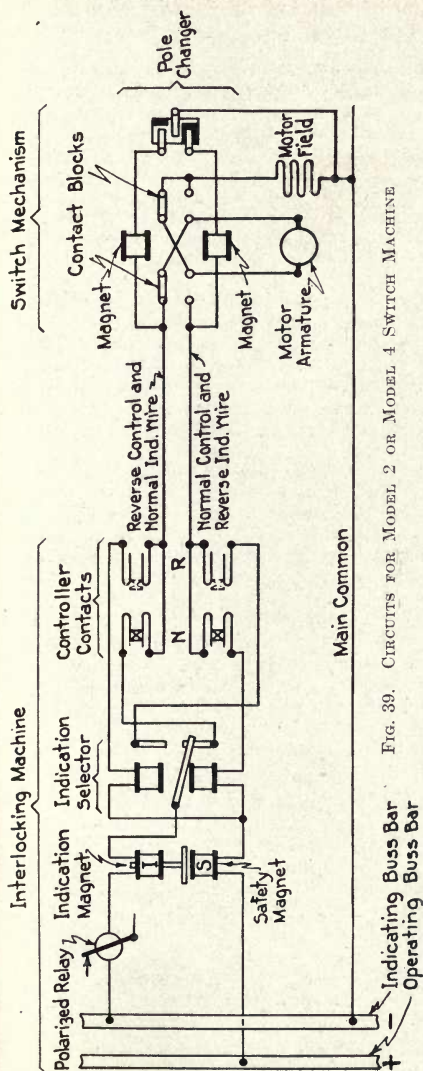 Interlocking Machine
Switch Mechanism
Polarized Relay
Indication
Magnet
Indication
Selector
Controller
Contacts
Magnet
Contact Blocks
Pole
Changer
I
S
Safety
Magnet
N
R
Reverse Control and
Normal Ind. Wire
Normal Control and
Reverse Ind. Wire
Magnet
Motor
Armature
Motor
Field
Main Common
+
-
Indicating Buss Bar
Operating Buss Bar
FIG. 39. CIRCUITS FOR MODEL 2 OR MODEL 4 SWITCH MACHINE